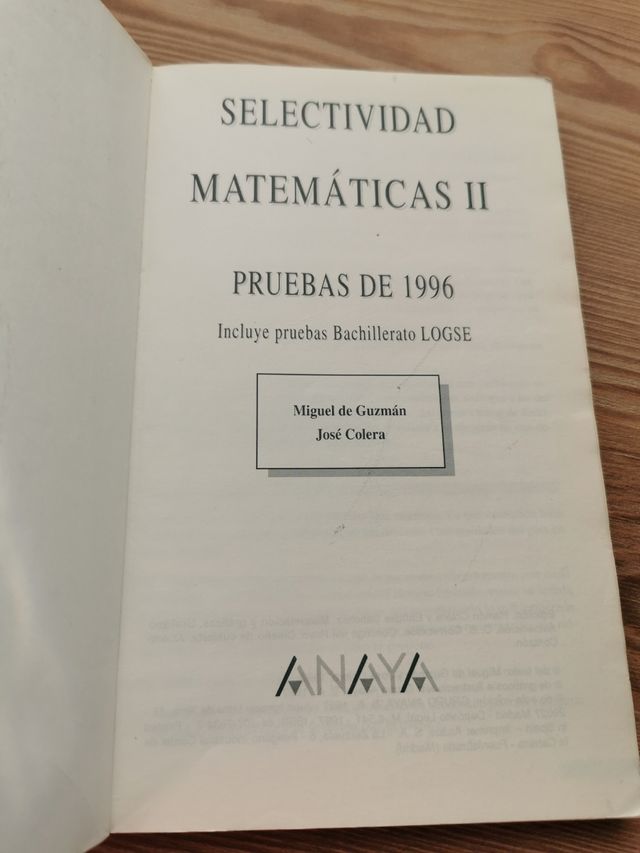 SELECTIVIDAD
MATEMÁTICAS II
PRUEBAS DE 1996
Incluye pruebas Bachillerato LOGSE
Miguel de Guzmán
José Colera
ANAYA